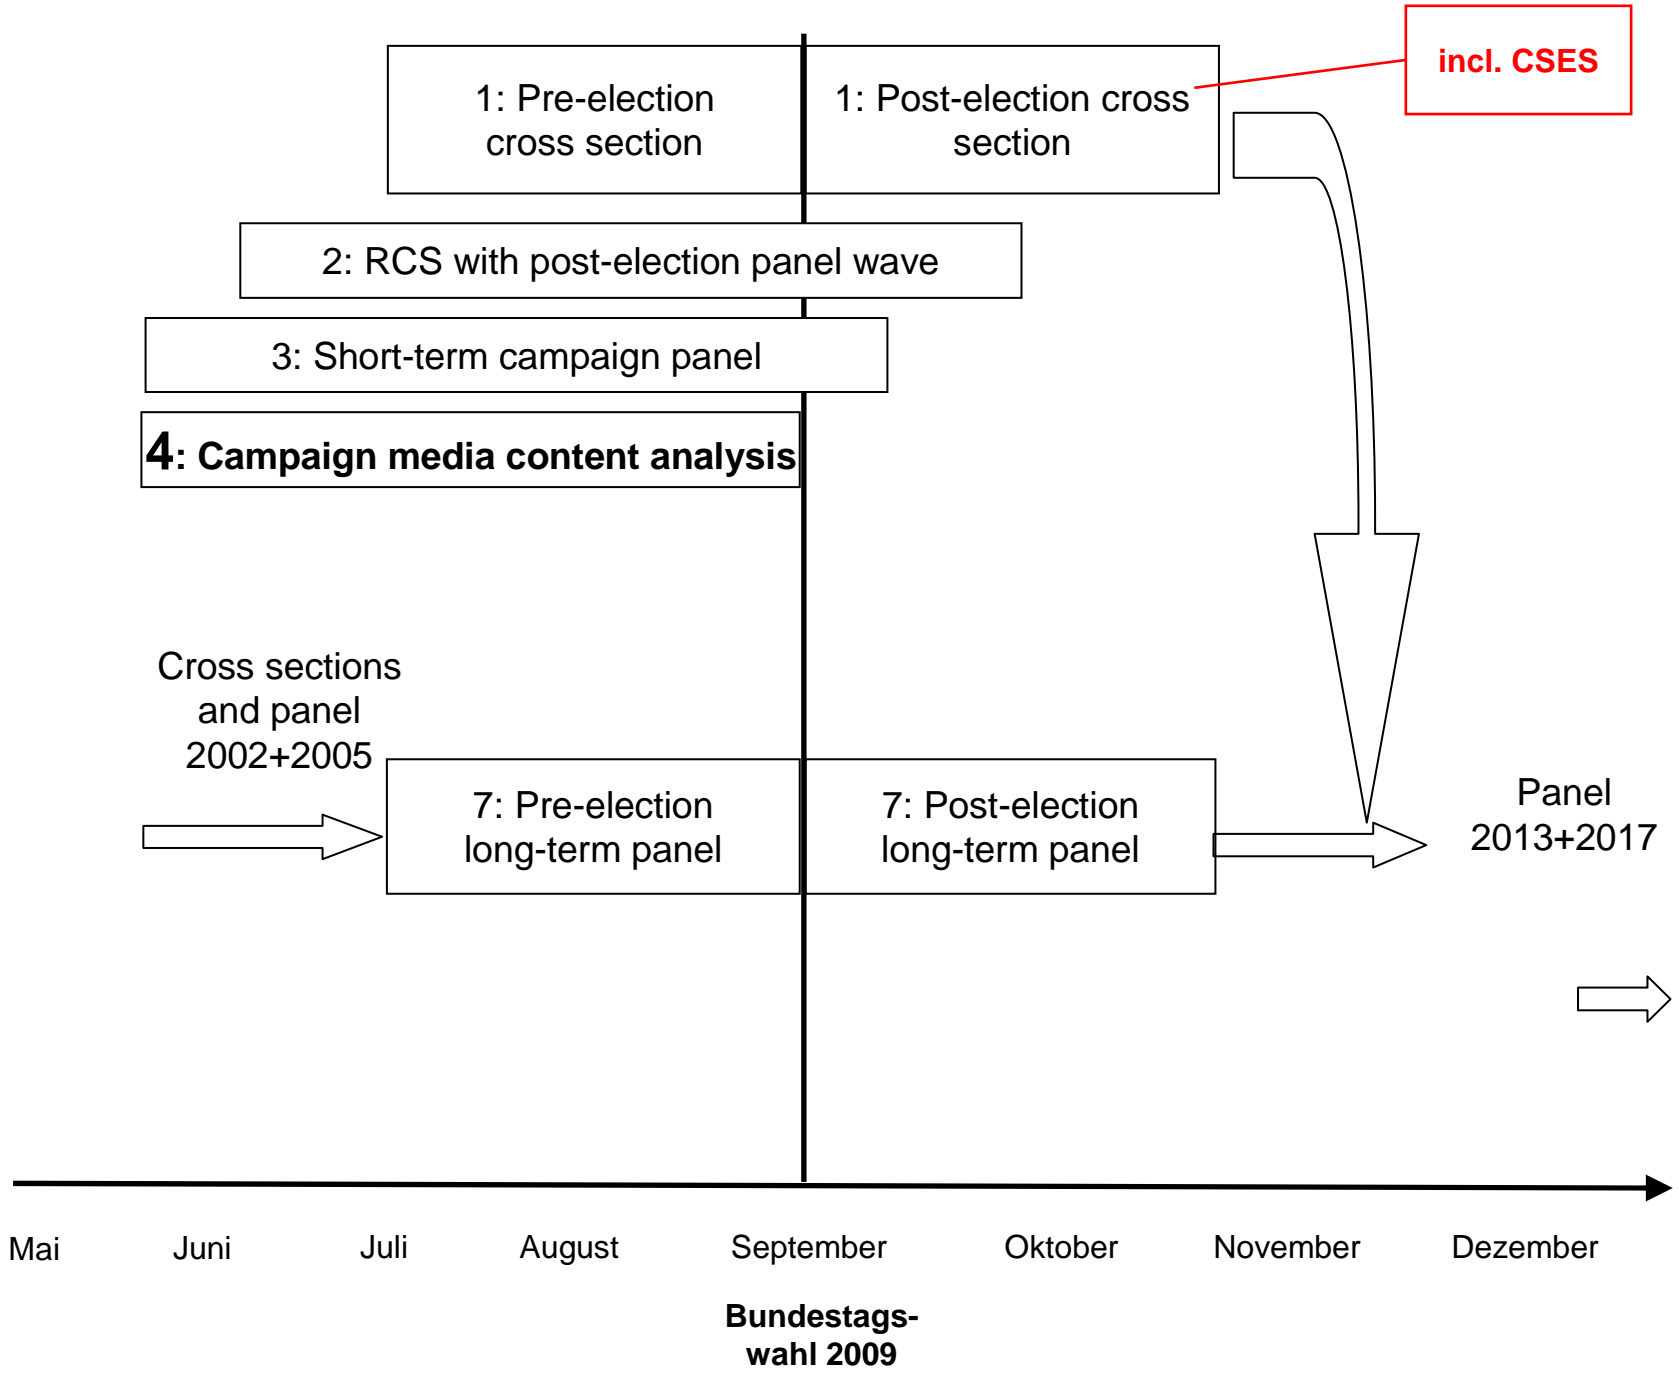 incl. CSES
1: Pre-election
cross section
1: Post-election cross
section
2: RCS with post-election panel wave
3: Short-term campaign panel
4: Campaign media content analysis
Cross sections
and panel
2002+2005
7: Pre-election
long-term panel
7: Post-election
long-term panel
Panel
2013+2017
Mai
Juni
Juli
August
September
Oktober
November
Dezember
Bundestags-
wahl 2009